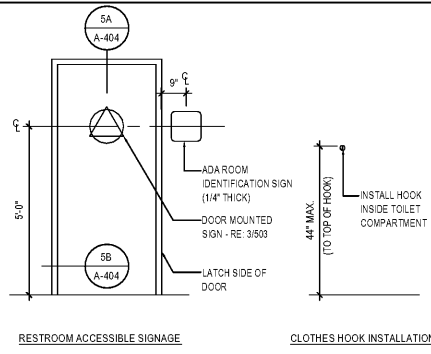 5A
A-404
9"
℄
℄
5'-0"
ADA ROOM
IDENTIFICATION SIGN
(1/4" THICK)
DOOR MOUNTED
SIGN - RE: 3/503
5B
A-404
LATCH SIDE OF
DOOR
RESTROOM ACCESSIBLE SIGNAGE
44" MAX.
(TO TOP OF HOOK)
INSTALL HOOK
INSIDE TOILET
COMPARTMENT
CLOTHES HOOK INSTALLATION